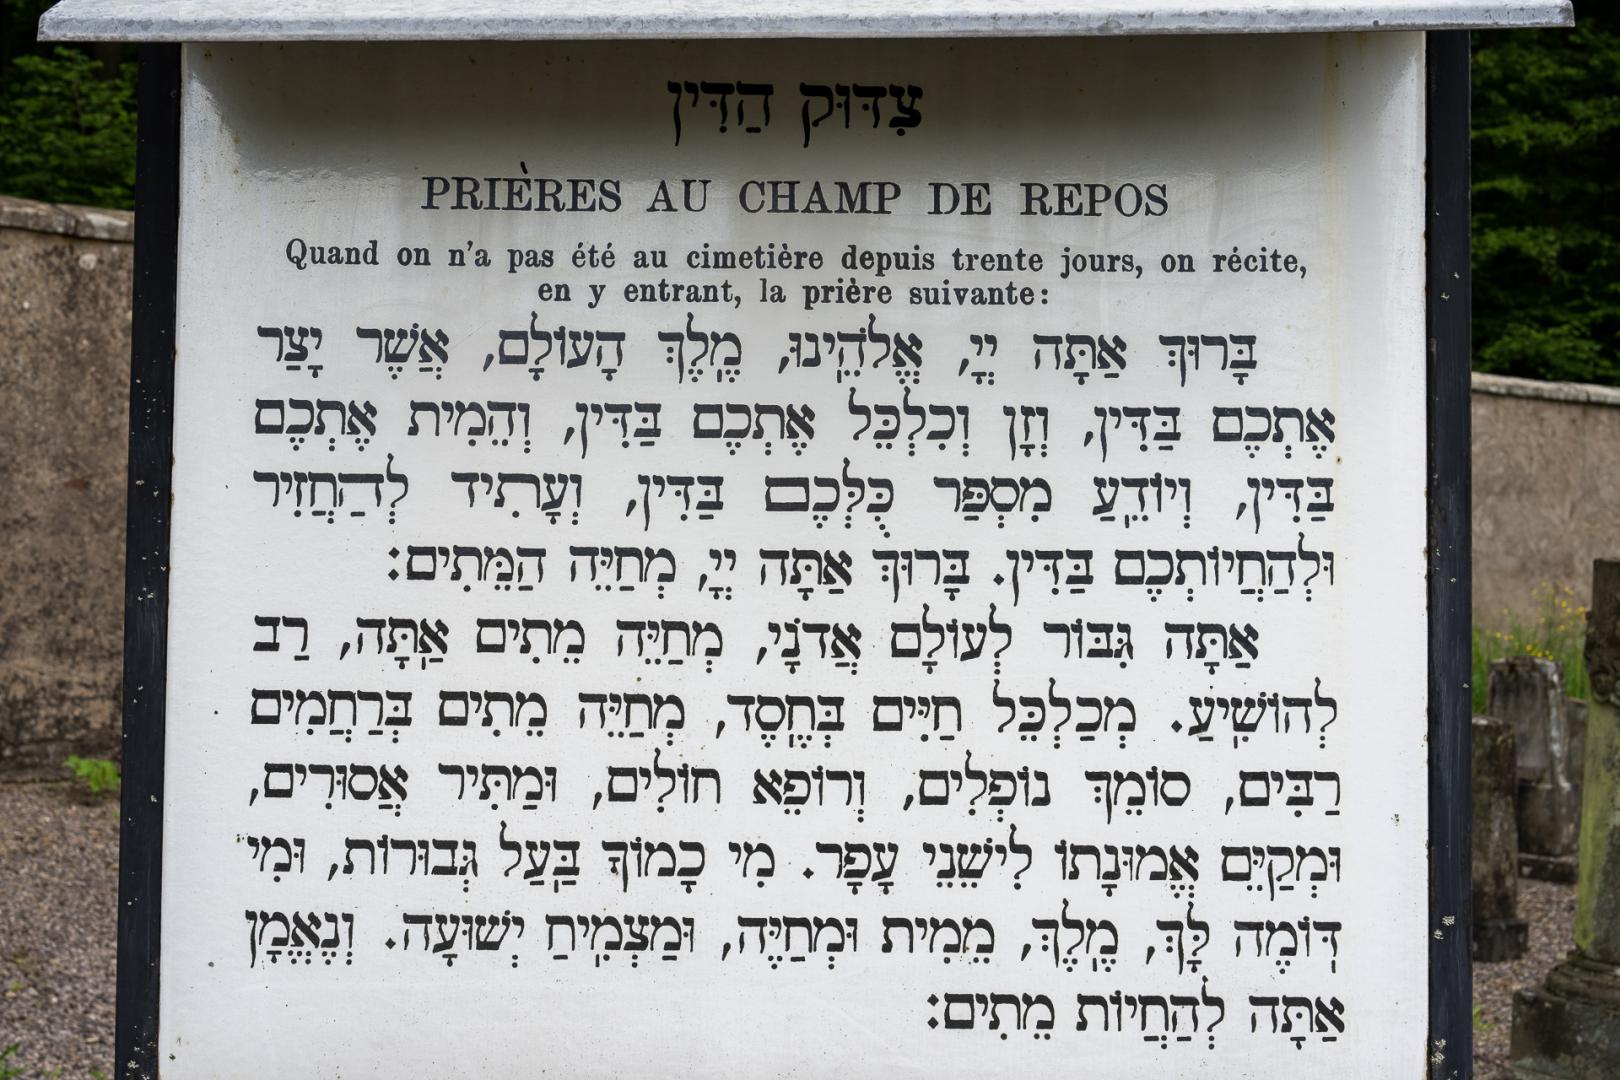 צִדּוּק הַדִּין
PRIÈRES AU CHAMP DE REPOS
Quand on n'a pas été au cimetière depuis trente jours, on récite,
en y entrant, la prière suivante:
בָּרוּךְ אַתָּה יְיָ, אֱלֹהֵינוּ, מֶלֶךְ הָעוֹלָם, אֲשֶׁר יָצַר
אֶתְכֶם בַּדִּין, וְזָן וְכִלְכֵּל אֶתְכֶם בַּדִּין, וְהֵמִית אֶתְכֶם
בַּדִּין, וְיוֹדֵעַ מִסְפַּר כֻּלְּכֶם בַּדִּין, וְעָתִיד לְהַחֲזִיר
וּלְהַחֲיוֹתְכֶם בַּדִּין. בָּרוּךְ אַתָּה יְיָ, מְחַיֵּה הַמֵּתִים:
אַתָּה גִּבּוֹר לְעוֹלָם אֲדֹנָי, מְחַיֵּה מֵתִים אַתָּה, רַב
לְהוֹשִׁיעַ. מְכַלְכֵּל חַיִּים בְּחֶסֶד, מְחַיֵּה מֵתִים בְּרַחֲמִים
רַבִּים, סוֹמֵךְ נוֹפְלִים, וְרוֹפֵא חוֹלִים, וּמַתִּיר אֲסוּרִים,
וּמְקַיֵּם אֱמוּנָתוֹ לִישֵׁנֵי עָפָר. מִי כָמוֹךָ בַּעַל גְּבוּרוֹת, וּמִי
דּוֹמֶה לָּךְ, מֶלֶךְ, מֵמִית וּמְחַיֶּה, וּמַצְמִיחַ יְשׁוּעָה. וְנֶאֱמָן
אַתָּה לְהַחֲיוֹת מֵתִים: